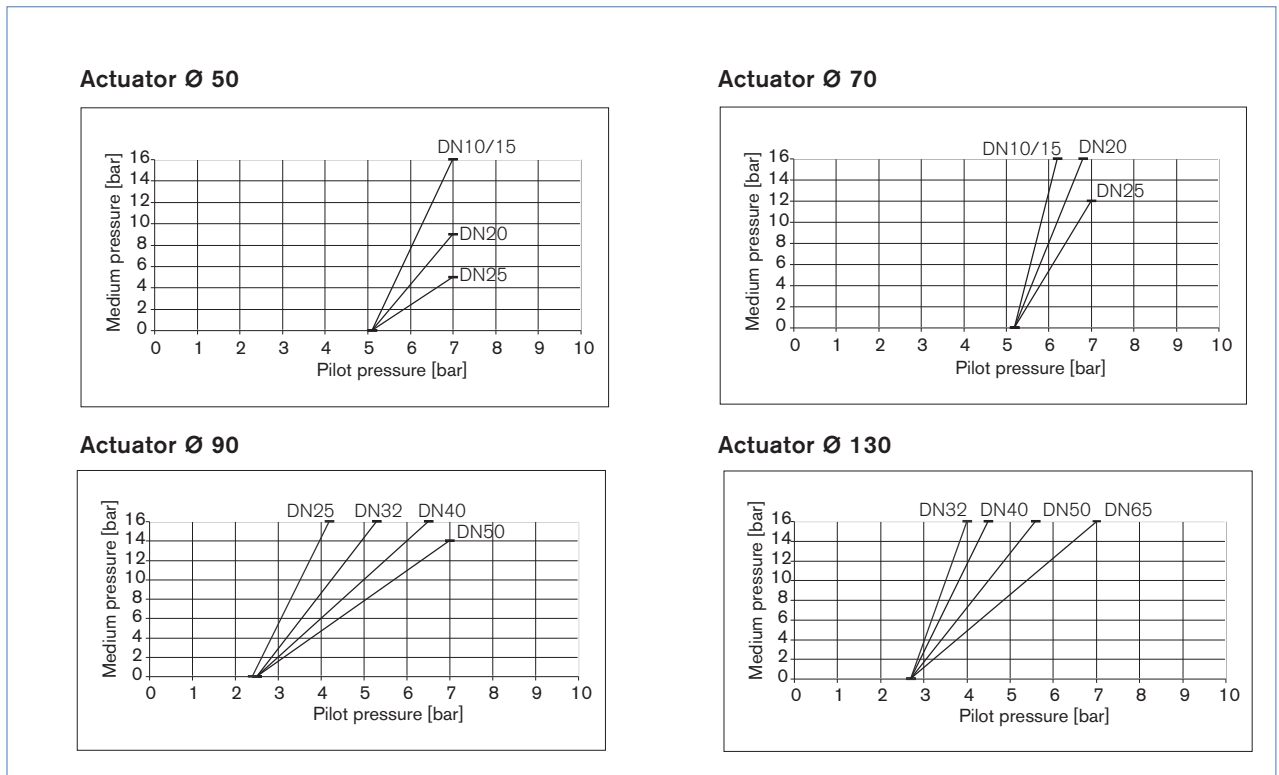 Actuator Ø 50
Medium pressure [bar]
16
14
12
10
8
6
4
2
0
DN10/15
DN20
DN25
0 1 2 3 4 5 6 7 8 9 10
Pilot pressure [bar]
Actuator Ø 70
Medium pressure [bar]
16
14
12
10
8
6
4
2
0
DN10/15 DN20
DN25
0 1 2 3 4 5 6 7 8 9 10
Pilot pressure [bar]
Actuator Ø 90
Medium pressure [bar]
16
14
12
10
8
6
4
2
0
DN25 DN32 DN40
DN50
0 1 2 3 4 5 6 7 8 9 10
Pilot pressure [bar]
Actuator Ø 130
Medium pressure [bar]
16
14
12
10
8
6
4
2
0
DN32 DN40 DN50 DN65
0 1 2 3 4 5 6 7 8 9 10
Pilot pressure [bar]